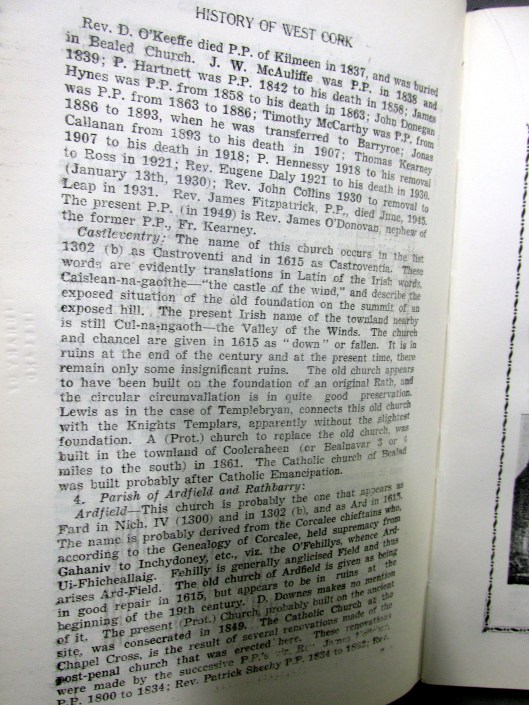 HISTORY OF WEST CORK
Rev. D. O'Keeffe died P.P. of Kilmeen in 1837, and was buried
in Bealed Church. J. W. McAuliffe was P.P. in 1838 and
1839; P. Hartnett was P.P. 1842 to his death in 1858; James
Hynes was P.P. from 1858 to his death in 1863; John Donegan
was P.P. from 1863 to 1886; Timothy McCarthy was P.P. from
1886 to 1893, when he was transferred to Barryroe; Jonas
Callanan from 1893 to his death in 1907; Thomas Kearney
1907 to his death in 1918; P. Hennessy 1918 to his removal
to Ross in 1921; Rev. Eugene Daly 1921 to his death in 1930.
(January 13th, 1930); Rev. John Collins 1930 to removal to
Leap in 1931. Rev. James Fitzpatrick, P.P., died June, 1945.
The present P.P. (in 1949) is Rev. James O'Donovan, nephew of
the former P.P., Fr. Kearney.
Castleventry: The name of this church occurs in the list
1302 (b) as Castroventi and in 1615 as Castroventia. These
words are evidently translations in Latin of the Irish words,
Caislean-na-gaoithe—"the castle of the wind," and describe the
exposed situation of the old foundation on the summit of an
exposed hill. The present Irish name of the townland nearby
is still Cul-na-ngaoth—the Valley of the Winds. The church
and chancel are given in 1615 as "down" or fallen. It is in
ruins at the end of the century and at the present time, there
remain only some insignificant ruins. The old church appears
to have been built on the foundation of an original Rath, and
the circular circumvallation is in quite good preservation.
Lewis as in the case of Templebryan, connects this old church
with the Knights Templars, apparently without the slightest
foundation. A (Prot.) church to replace the old church, was
built in the townland of Coolcraheen (or Bealnavar 3 or 4
miles to the south) in 1861. The Catholic church of Bealad
was built probably after Catholic Emancipation.
4. Parish of Ardfield and Rathbarry:
Ardfield—This church is probably the one that appears as
Fard in Nich. IV (1300) and in 1302 (b), and as Ard in 1615.
The name is probably derived from the Corcalee chieftains who,
according to the Genealogy of Corcalee, held supremacy from
Gahaniv to Inchydoney, etc., viz. the O'Fehillys, whence Ard-
Ui-Fhicheallaig. Fehilly is generally anglicised Field and thus
arises Ard-Field. The old church of Ardfield is given as being
in good repair in 1615, but appears to be in ruins at the
beginning of the 19th century. D. Downes makes no mention
of it. The present (Prot.) Church, probably built on the ancient
site, was consecrated in 1849. The Catholic Church at the
Chapel Cross, is the result of several renovations made of the
post-penal church that was erected here. These renovations
were made by the successive P.P.'s viz. Rev. James
P.P. 1800 to 1834; Rev. Patrick Sheehy P.P. 1834 to Rev.